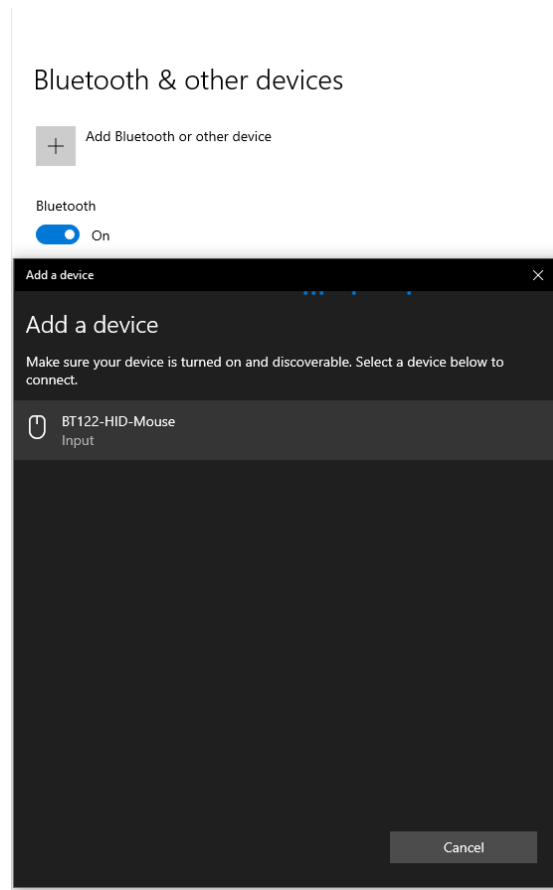 Bluetooth & other devices
Add Bluetooth or other device
Bluetooth
On
Add a device
Add a device
Make sure your device is turned on and discoverable. Select a device below to
connect.
BT122-HID-Mouse
Input
Cancel